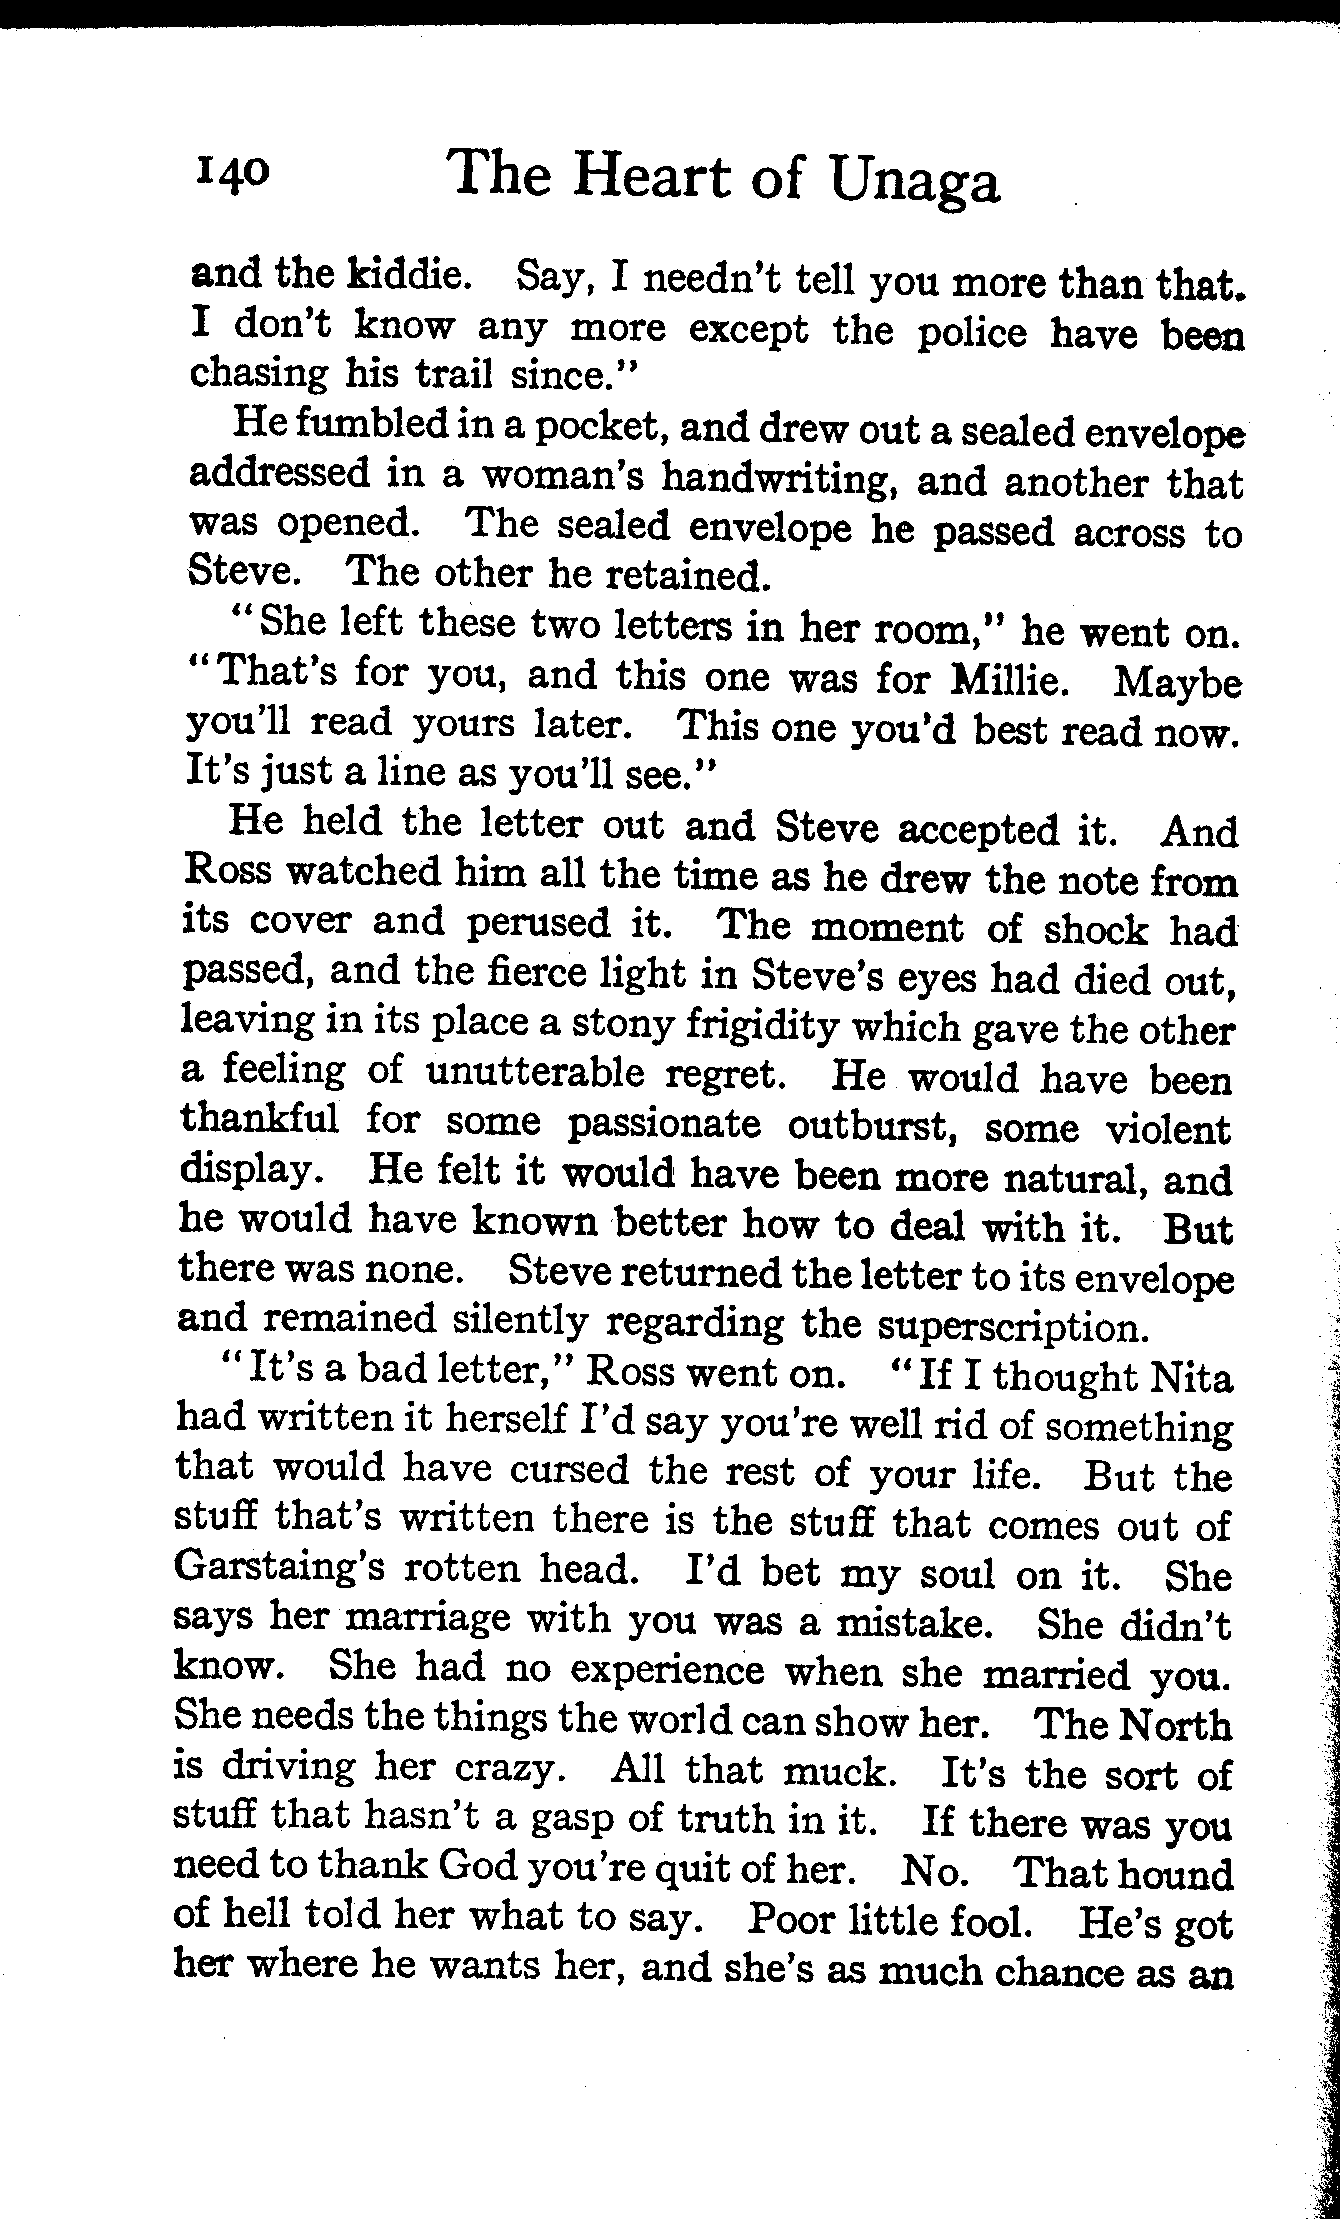 140 The Heart of Unaga
and the kiddie. Say, I needn't tell you more than that.
I don't know any more except the police have been
chasing his trail since."
He fumbled in a pocket, and drew out a sealed envelope
addressed in a woman's handwriting, and another that
was opened. The sealed envelope he passed across to
Steve. The other he retained.
"She left these two letters in her room," he went on.
"That's for you, and this one was for Millie. Maybe
you'll read yours later. This one you'd best read now.
It's just a line as you'll see."
He held the letter out and Steve accepted it. And
Ross watched him all the time as he drew the note from
its cover and perused it. The moment of shock had
passed, and the fierce light in Steve's eyes had died out,
leaving in its place a stony frigidity which gave the other
a feeling of unutterable regret. He would have been
thankful for some passionate outburst, some violent
display. He felt it would have been more natural, and
he would have known better how to deal with it. But
there was none. Steve returned the letter to its envelope
and remained silently regarding the superscription.
"It's a bad letter," Ross went on. "If I thought Nita
had written it herself I'd say you're well rid of something
that would have cursed the rest of your life. But the
stuff that's written there is the stuff that comes out of
Garstaing's rotten head. I'd bet my soul on it. She
says her marriage with you was a mistake. She didn't
know. She had no experience when she married you.
She needs the things the world can show her. The North
is driving her crazy. All that muck. It's the sort of
stuff that hasn't a gasp of truth in it. If there was you
need to thank God you're quit of her. No. That hound
of hell told her what to say. Poor little fool. He's got
her where he wants her, and she's as much chance as an